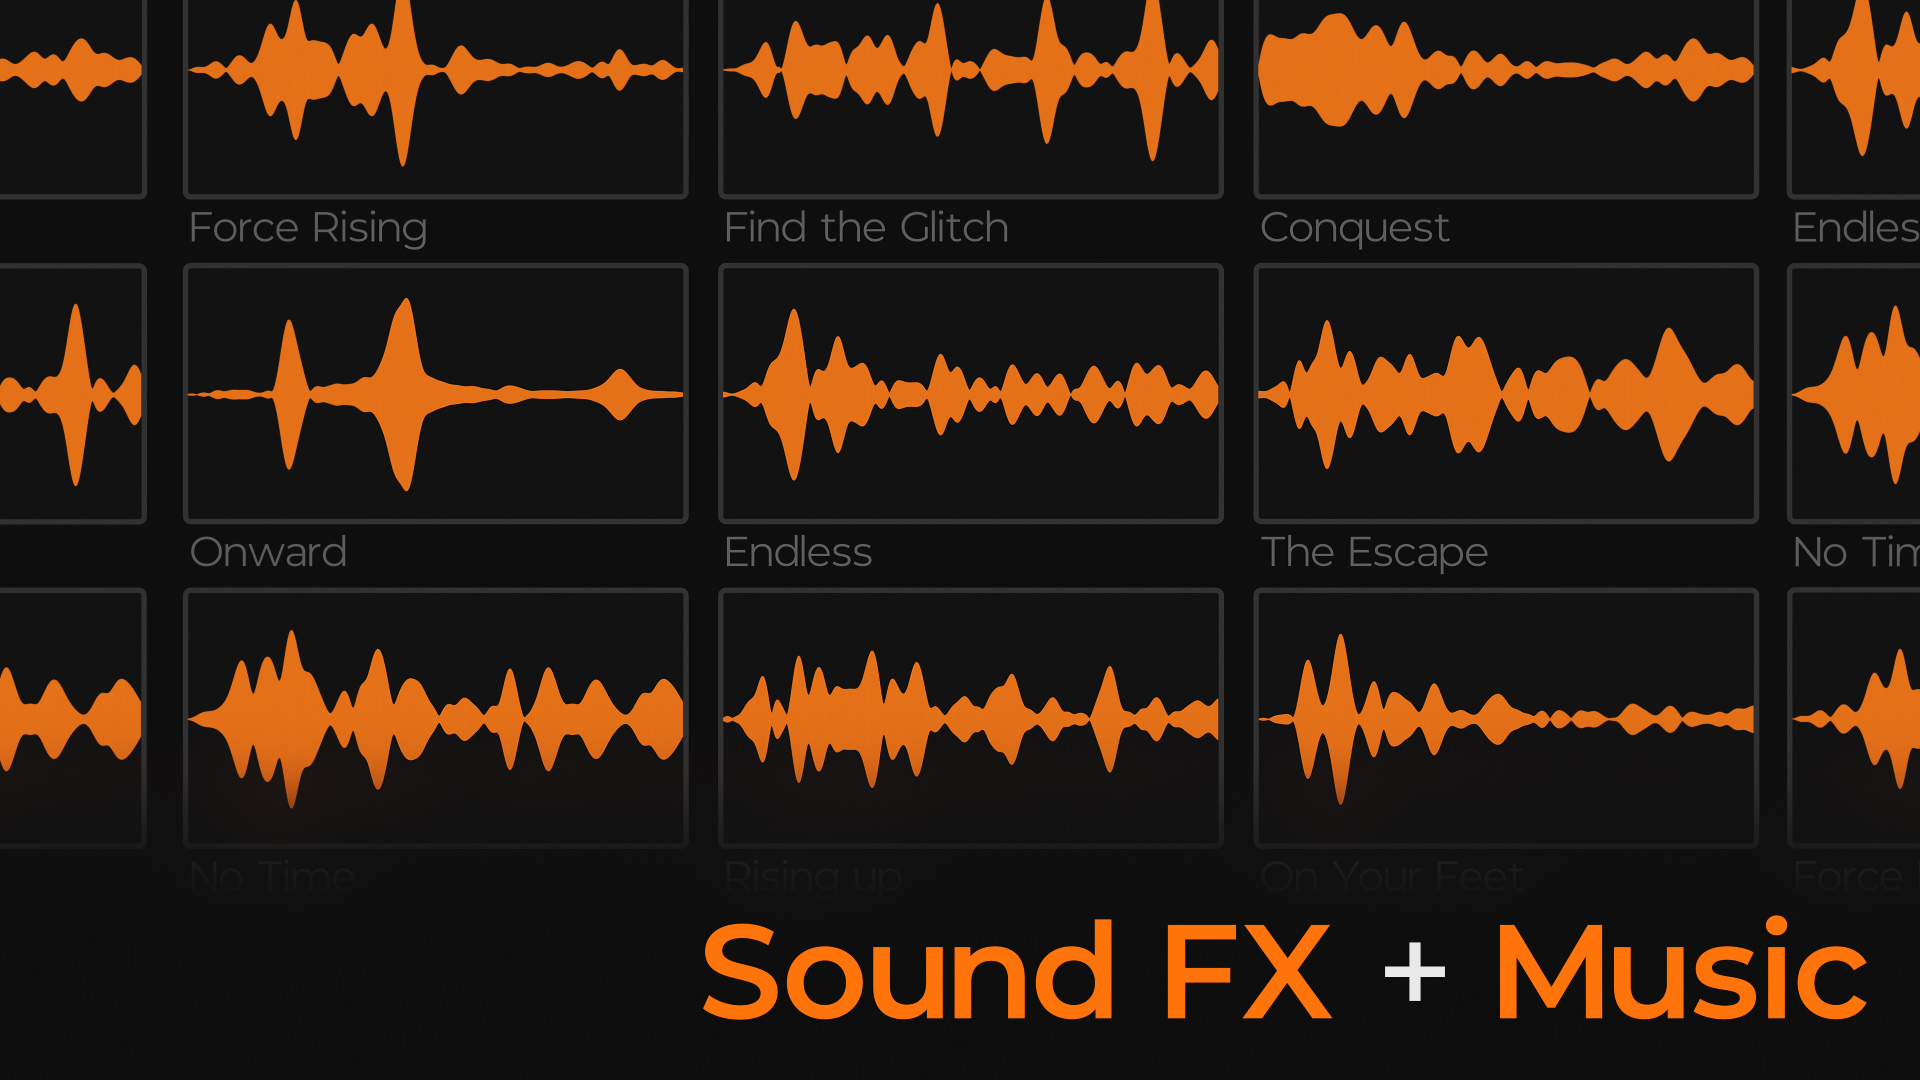 Force Rising
Find the Glitch
Conquest
Endles
Onward
Endless
The Escape
No Tim
No Time
Rising up
On Your Feet
Force
Sound FX + Music